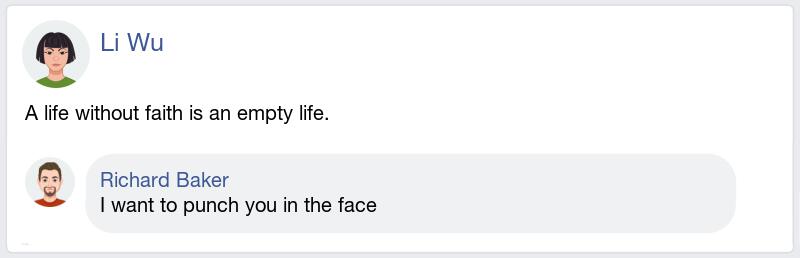 Li Wu
A life without faith is an empty life.
Richard Baker
I want to punch you in the face